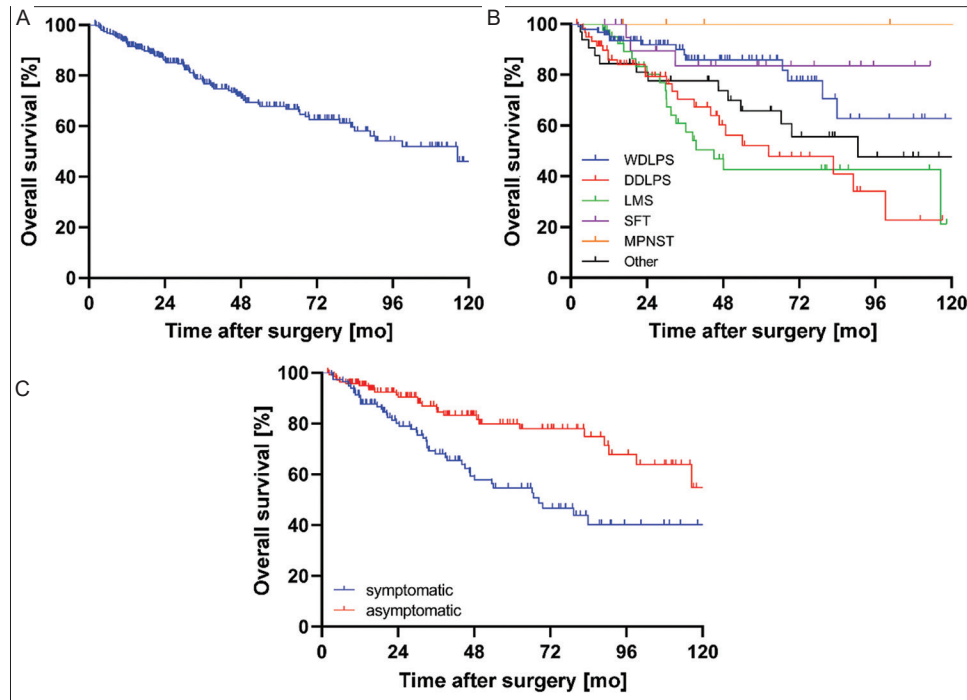 A
Overall survival [%]
100
80
60
40
20
0
0 24 48 72 96 120
Time after surgery [mo]
B
Overall survival [%]
100
80
60
40
20
0
WDLPS
DDLPS
LMS
SFT
MPNST
Other
0 24 48 72 96 120
Time after surgery [mo]
C
Overall survival [%]
100
80
60
40
20
0
symptomatic
asymptomatic
0 24 48 72 96 120
Time after surgery [mo]